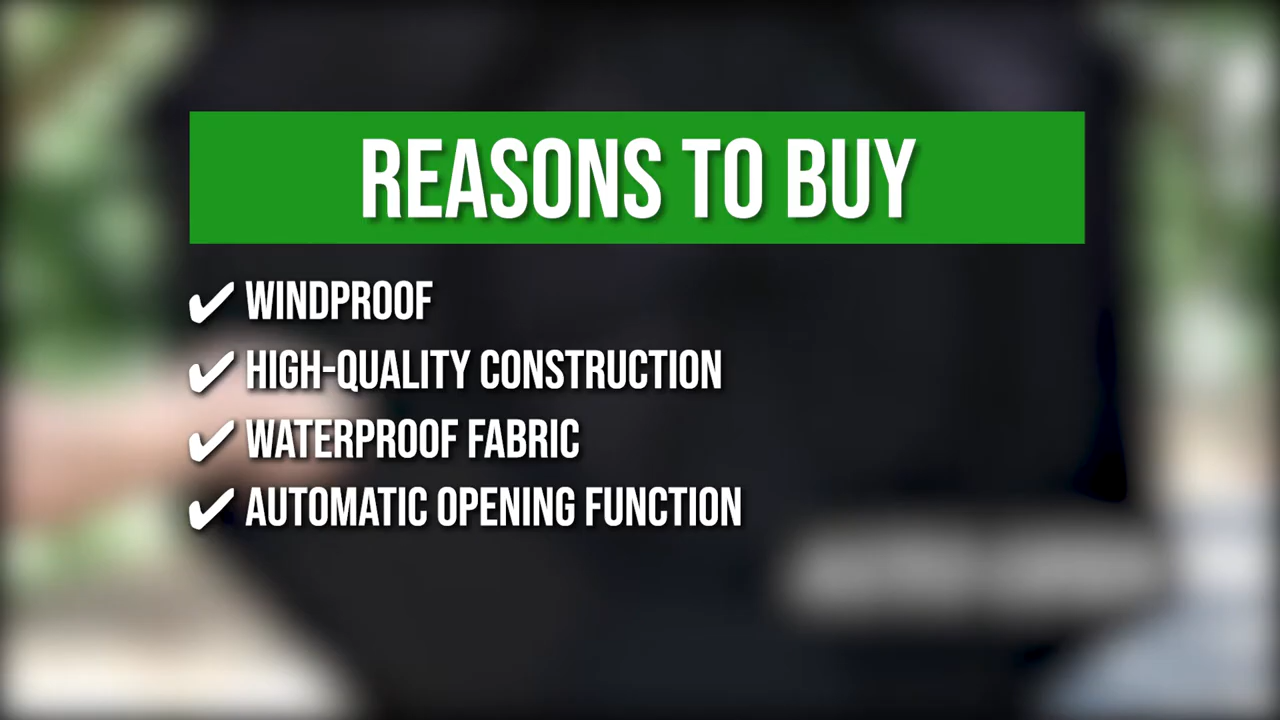 REASONS TO BUY
✔ WINDPROOF
✔ HIGH-QUALITY CONSTRUCTION
✔ WATERPROOF FABRIC
✔ AUTOMATIC OPENING FUNCTION